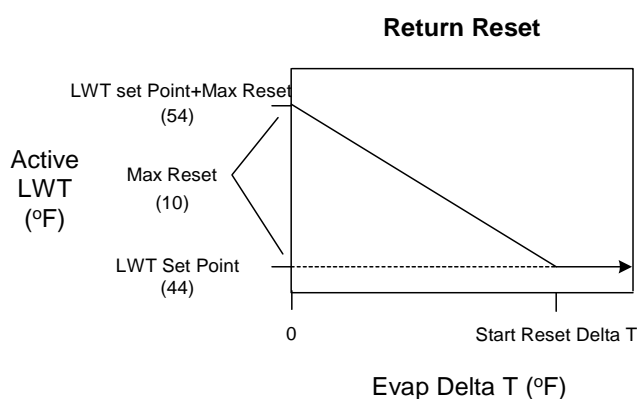 Return Reset
LWT set Point+Max Reset
(54)
Active
LWT
(ºF)
Max Reset
(10)
LWT Set Point
(44)
0
Start Reset Delta T
Evap Delta T (ºF)